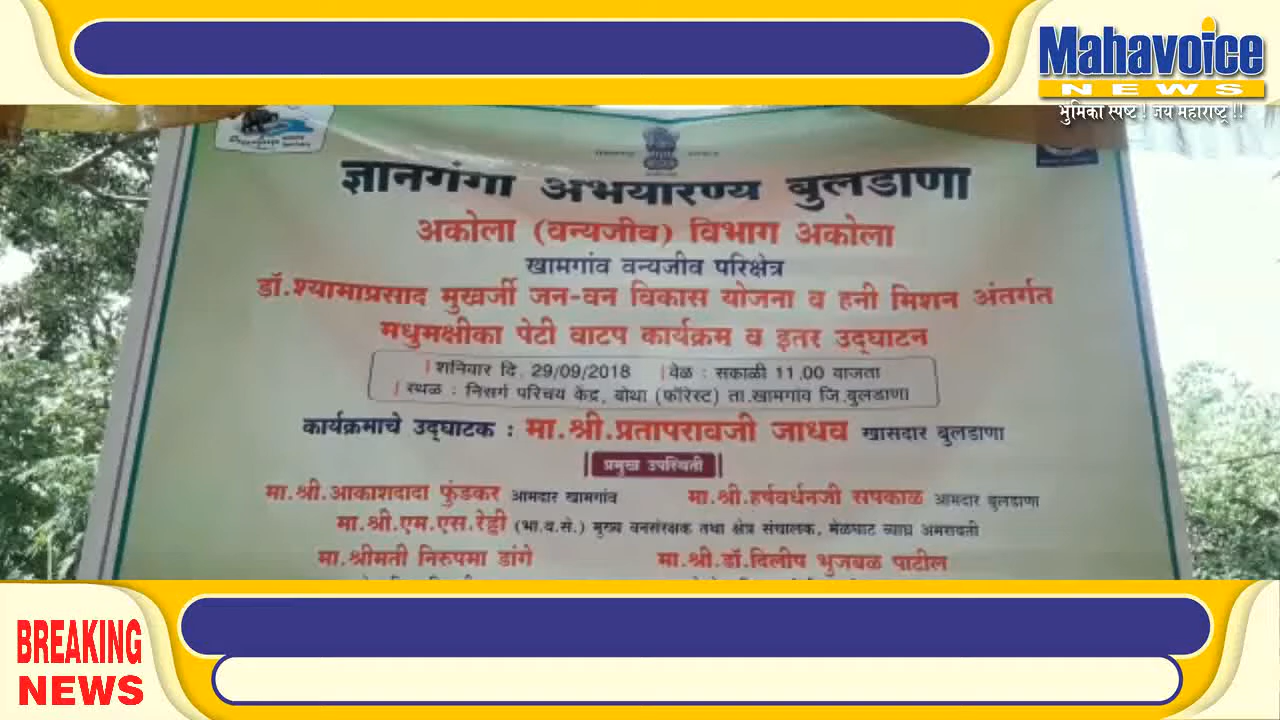 Mahavoice
NEWS
भुमिका स्पष्ट ! जय महाराष्ट्र !!
ज्ञानगंगा अभयारण्य बुलडाणा
अकोला (वन्यजीव) विभाग अकोला
खामगांव वन्यजीव परिक्षेत्र
डॉ.श्यामाप्रसाद मुखर्जी जन-वन विकास योजना व हनी मिशन अंतर्गत
मधुमक्षीका पेटी वाटप कार्यक्रम व इतर उद्घाटन
शनिवार दि. 29/09/2018 वेळ : सकाळी 11.00 वाजता
स्थळ : निसर्ग परिचय केंद्र, बोथा (फॉरेस्ट) ता.खामगांव जि.बुलडाणा
कार्यक्रमाचे उद्घाटक : मा.श्री.प्रतापरावजी जाधव खासदार बुलडाणा
प्रमुख उपस्थिती
मा.श्री.आकाशदादा फुंडकर आमदार खामगांव मा.श्री.हर्षवर्धनजी सपकाळ आमदार बुलडाणा
मा.श्री.एम.एस.रेड्डी (भा.व.से.) मुख्य वनसंरक्षक तथा क्षेत्र संचालक, मेळघाट व्याघ्र अमरावती
मा.श्रीमती निरुपमा डांगे मा.श्री.डॉ.दिलीप भुजबळ पाटील
BREAKING
NEWS